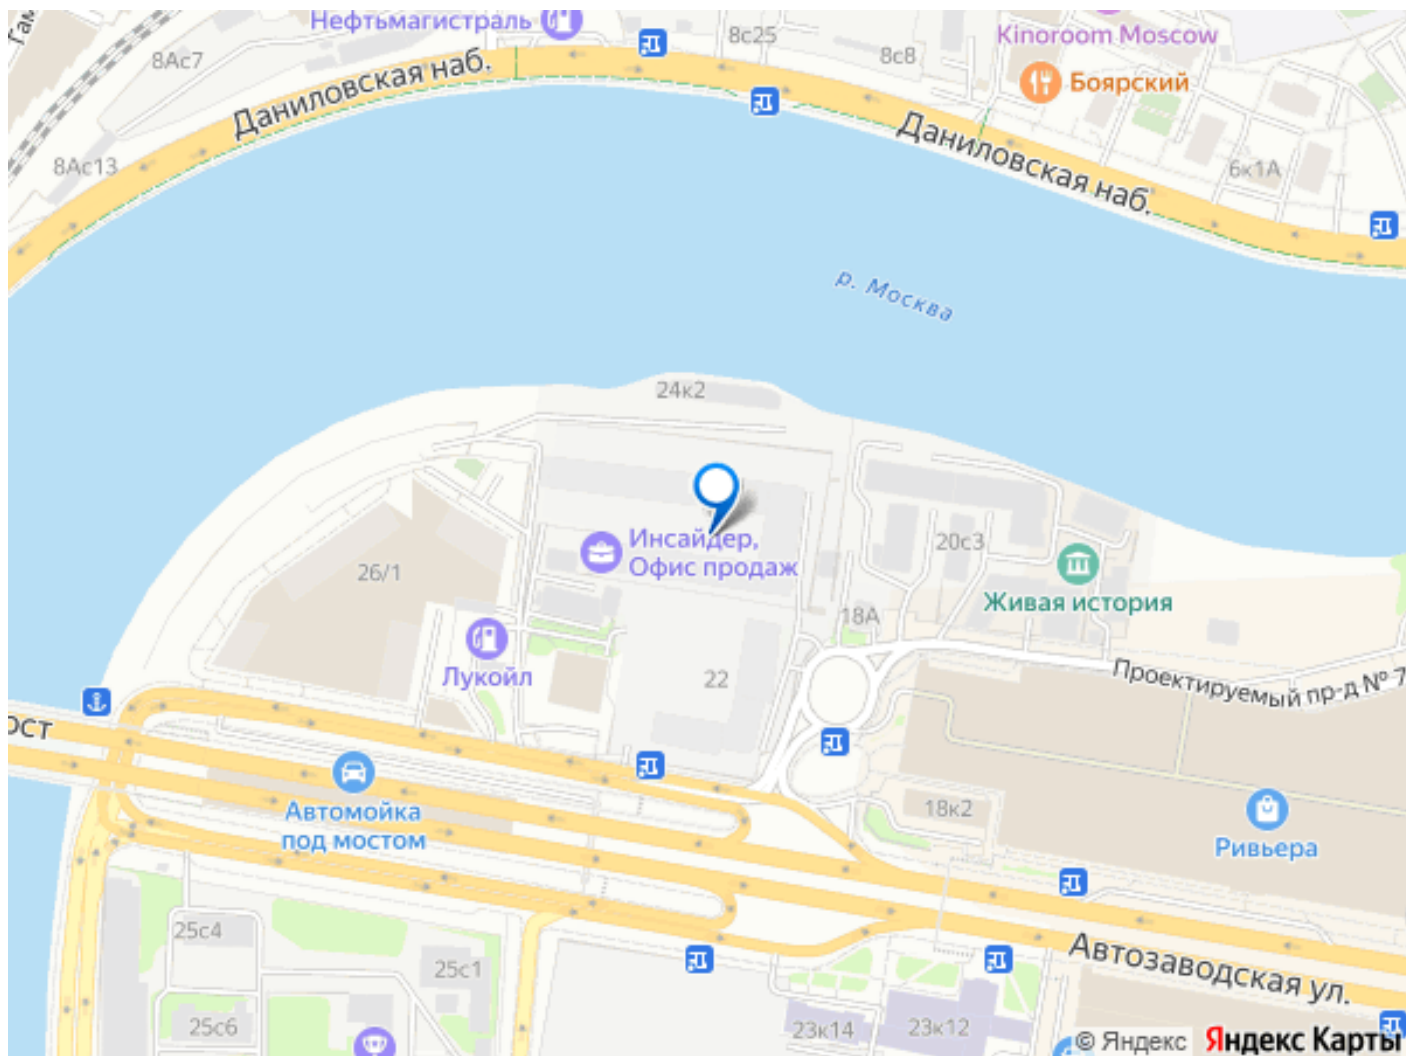 Нефтьмагистраль
8с25
Kinoroom Moscow
8Ас7
8с8
Даниловская наб.
Боярский
Даниловская наб.
8Ас13
6к1А
р. Москва
24к2
Инсайдер,
Офис продаж
20с3
26/1
Живая история
18А
Лукойл
22
Проектируемый пр-д № 7
ост
Автомойка
под мостом
18к2
Ривьера
25с4
25с1
Автозаводская ул.
25с6
23к14
23к12
© Яндекс Яндекс Карты